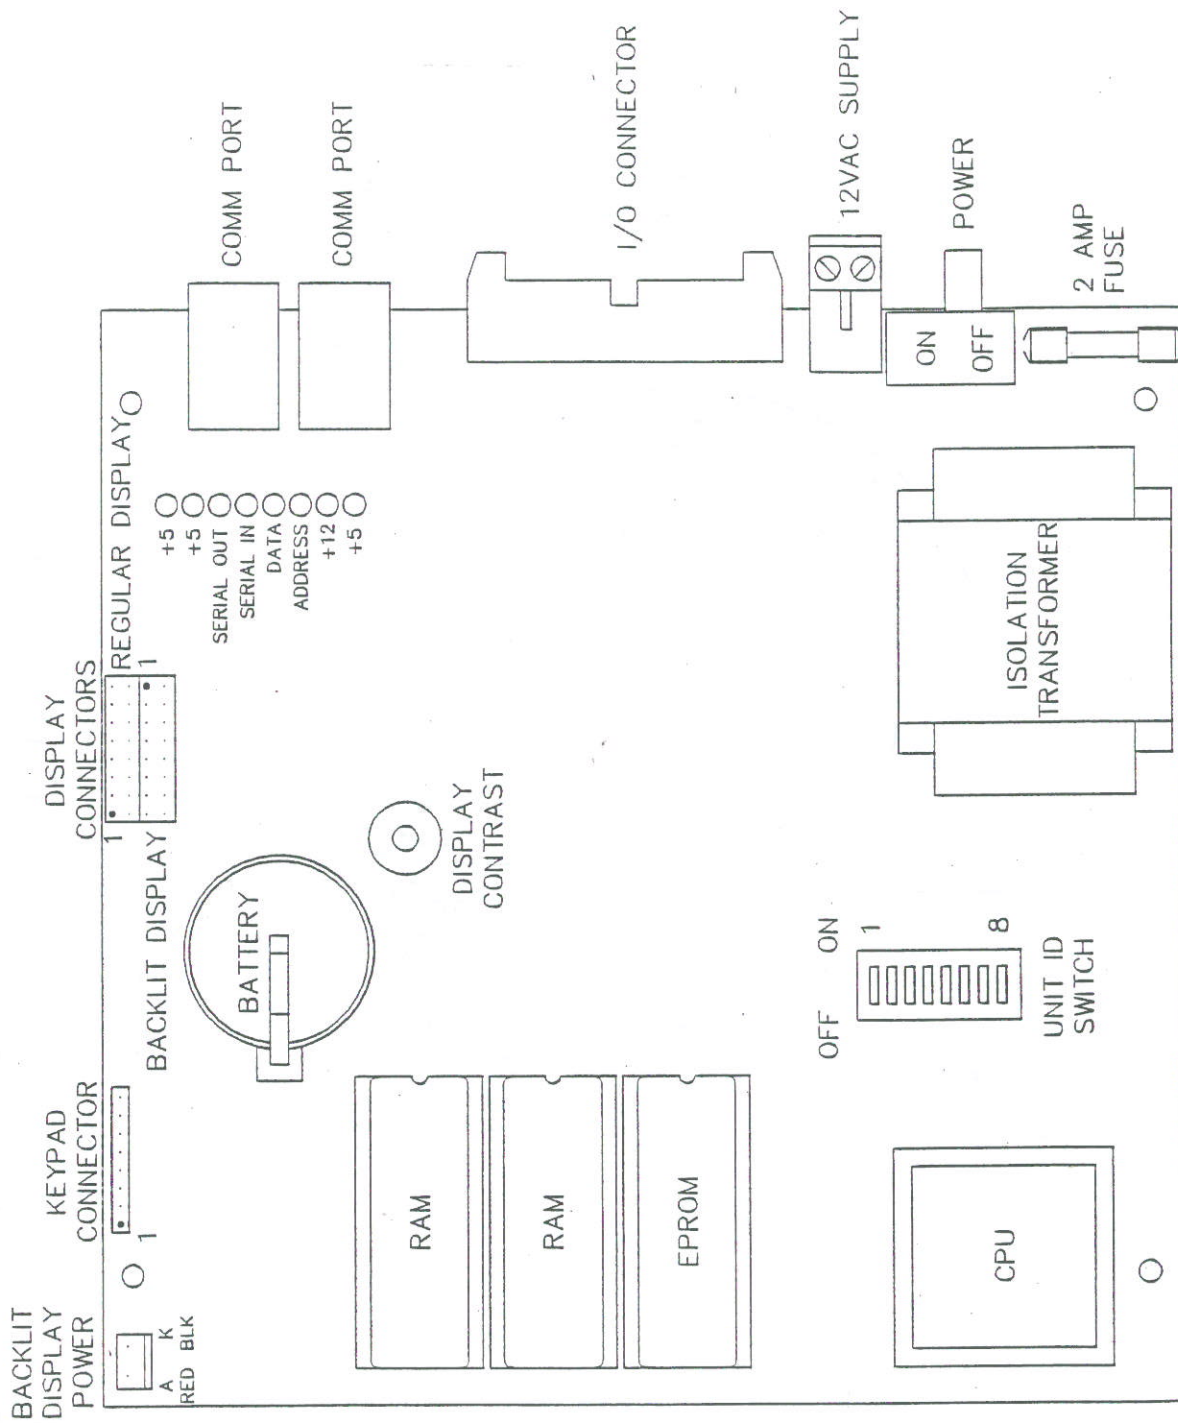 BACKLIT
DISPLAY
POWER
A
K
RED
BLK
KEYPAD
CONNECTOR
1
BACKLIT DISPLAY
DISPLAY
CONNECTORS
1
1
REGULAR DISPLAY
BATTERY
DISPLAY
CONTRAST
+5
+5
SERIAL OUT
SERIAL IN
DATA
ADDRESS
+12
+5
COMM PORT
COMM PORT
I/O CONNECTOR
12VAC SUPPLY
POWER
ON
OFF
2 AMP
FUSE
RAM
RAM
EPROM
CPU
OFF
ON
1
8
UNIT ID
SWITCH
ISOLATION
TRANSFORMER